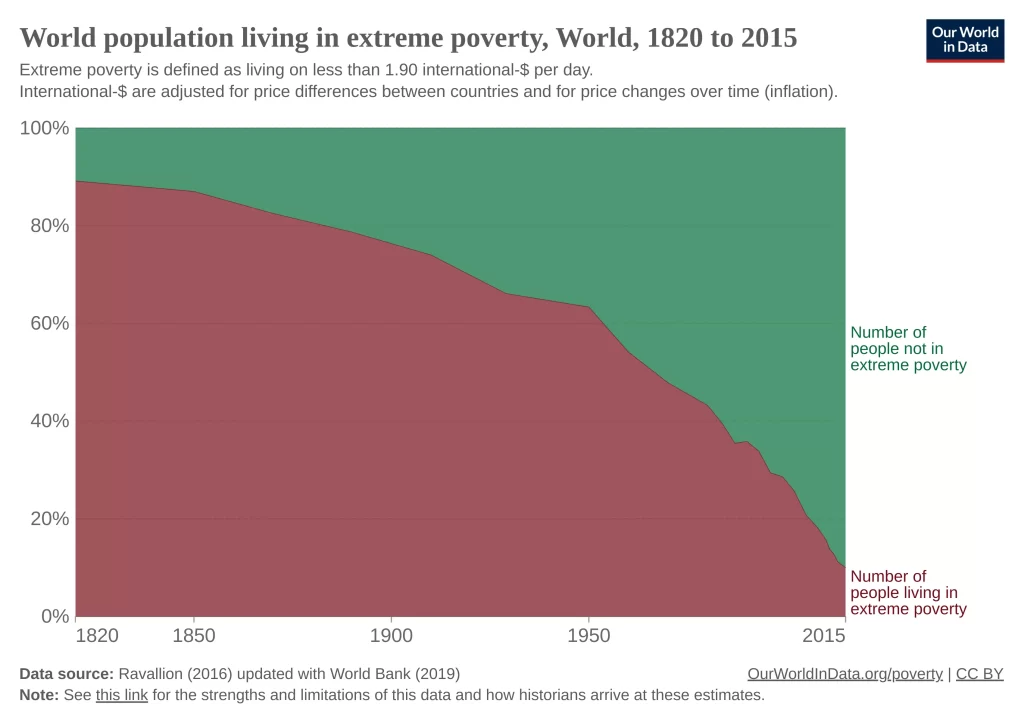 World population living in extreme poverty, World, 1820 to 2015
Our World
in Data
Extreme poverty is defined as living on less than 1.90 international-$ per day.
International-$ are adjusted for price differences between countries and for price changes over time (inflation).
100%
80%
60%
40%
20%
0%
Number of
people not in
extreme poverty
Number of
people living in
extreme poverty
1820
1850
1900
1950
2015
Data source: Ravallion (2016) updated with World Bank (2019)
OurWorldInData.org/poverty | CC BY
Note: See this link for the strengths and limitations of this data and how historians arrive at these estimates.